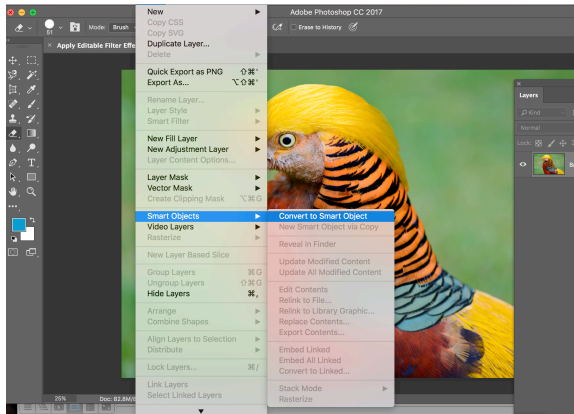 Adobe Photoshop CC 2017
61
Mode: Brush
Erase to History
× Apply Editable Filter Effe
New
Copy CSS
Copy SVG
Duplicate Layer...
Delete
Quick Export as PNG ⇧⌘'
Export As... ⌥⇧⌘'
Rename Layer...
Layer Style
Smart Filter
New Fill Layer
New Adjustment Layer
Layer Content Options...
Layer Mask
Vector Mask
Create Clipping Mask ⌥⌘G
Smart Objects
Video Layers
Rasterize
New Layer Based Slice
Group Layers ⌘G
Ungroup Layers ⇧⌘G
Hide Layers ⌘,
Arrange
Combine Shapes
Align Layers to Selection
Distribute
Lock Layers... ⌘/
Link Layers
Select Linked Layers
Convert to Smart Object
New Smart Object via Copy
Reveal in Finder
Update Modified Content
Update All Modified Content
Edit Contents
Relink to File...
Relink to Library Graphic...
Replace Contents...
Export Contents...
Embed Linked
Embed All Linked
Convert to Linked...
Stack Mode
Rasterize
Layers
Kind
Normal
Lock:
Ba
25%
Doc: 82,8M/8